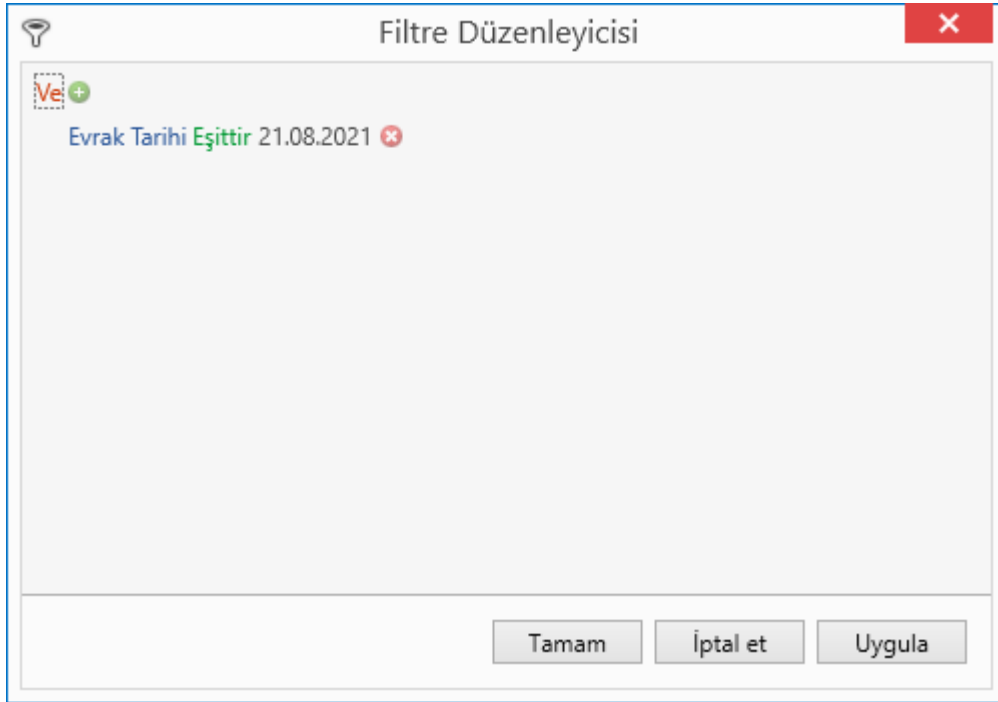 Filtre Düzenleyicisi
Ve
Evrak Tarihi Eşittir 21.08.2021
Tamam İptal et Uygula